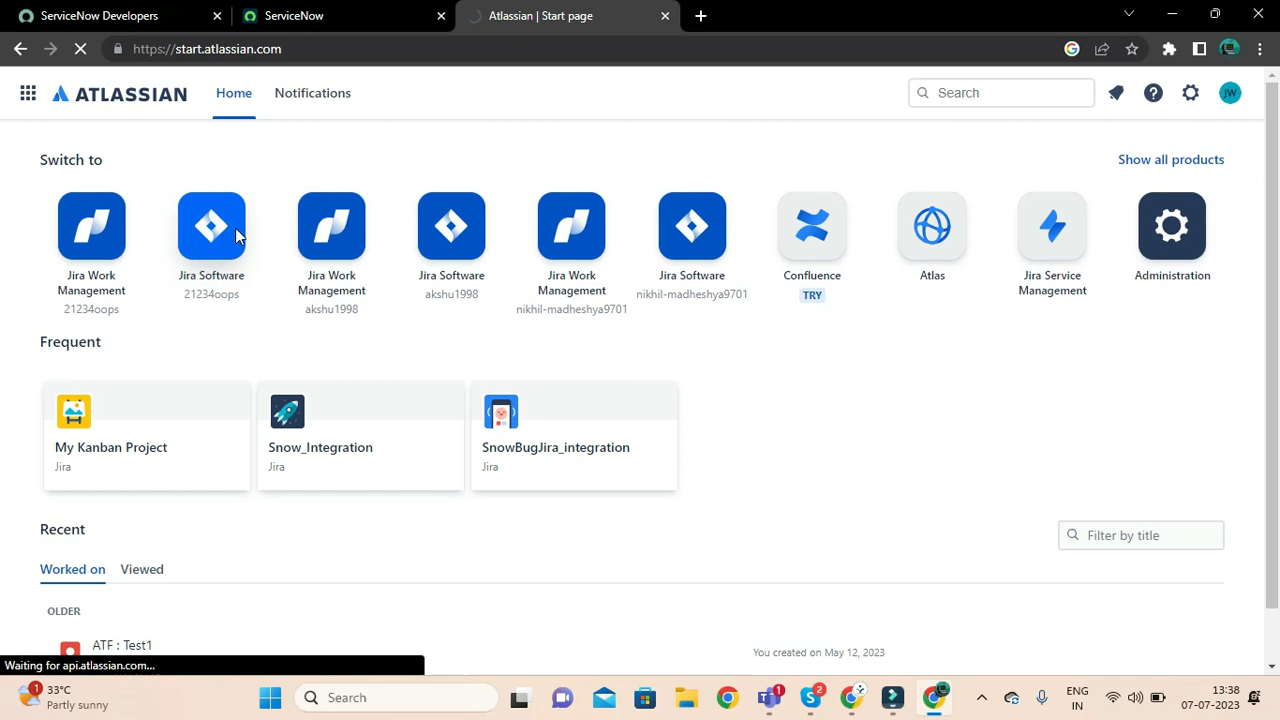 ServiceNow Developers
ServiceNow
Atlassian | Start page
https://start.atlassian.com
ATLASSIAN
Home
Notifications
Search
JW
Switch to
Show all products
Jira Work Management
21234oops
Jira Software
21234oops
Jira Work Management
akshu1998
Jira Software
akshu1998
Jira Work Management
nikhil-madheshya9701
Jira Software
nikhil-madheshya9701
Confluence
TRY
Atlas
Jira Service Management
Administration
Frequent
My Kanban Project
Jira
Snow_Integration
Jira
SnowBugJira_integration
Jira
Recent
Filter by title
Worked on
Viewed
OLDER
ATF : Test1
You created on May 12, 2023
Waiting for api.atlassian.com...
1
33°C
Partly sunny
Search
1
2
ENG
IN
13:38
07-07-2023